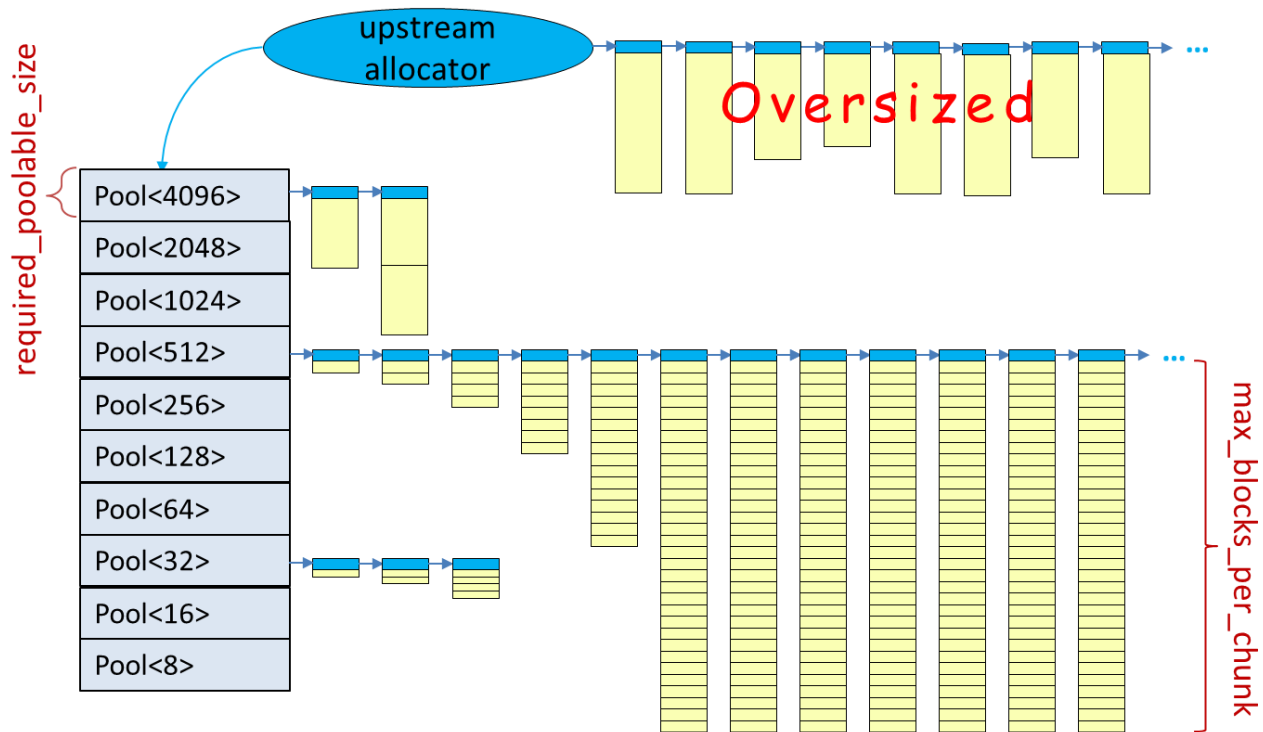 upstream
allocator
...
Oversized
required_poolable_size
Pool<4096>
Pool<2048>
Pool<1024>
Pool<512>
...
Pool<256>
Pool<128>
Pool<64>
Pool<32>
Pool<16>
Pool<8>
max_blocks_per_chunk